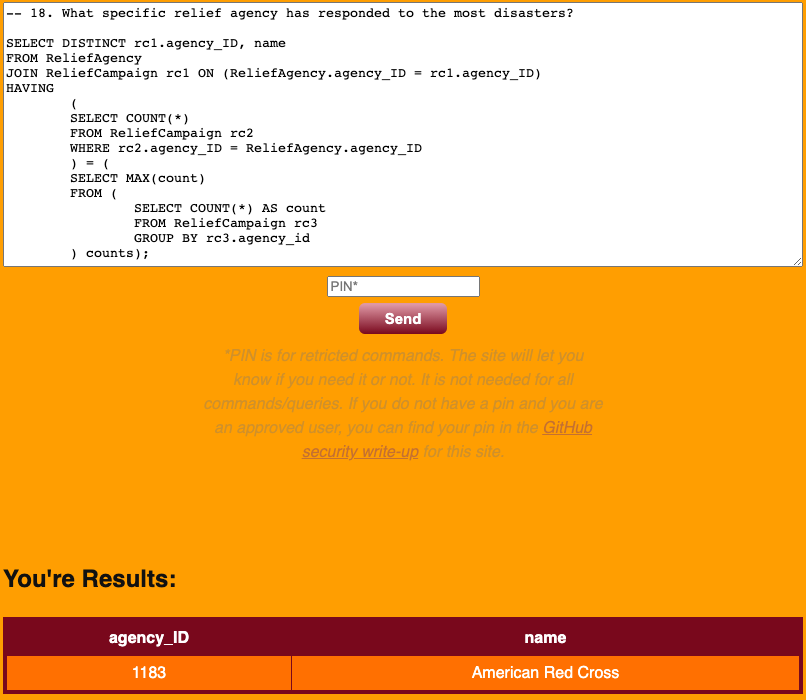 -- 18. What specific relief agency has responded to the most disasters?

SELECT DISTINCT rc1.agency_ID, name
FROM ReliefAgency
JOIN ReliefCampaign rc1 ON (ReliefAgency.agency_ID = rc1.agency_ID)
HAVING
        (
        SELECT COUNT(*)
        FROM ReliefCampaign rc2
        WHERE rc2.agency_ID = ReliefAgency.agency_ID
        ) = (
        SELECT MAX(count)
        FROM (
                SELECT COUNT(*) AS count
                FROM ReliefCampaign rc3
                GROUP BY rc3.agency_id
        ) counts);
PIN*
Send
*PIN is for retricted commands. The site will let you
know if you need it or not. It is not needed for all
commands/queries. If you do not have a pin and you are
an approved user, you can find your pin in the GitHub
security write-up for this site.
You're Results:
agency_ID name
1183 American Red Cross